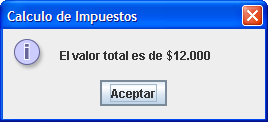 Calculo de Impuestos
El valor total es de $12.000
Aceptar